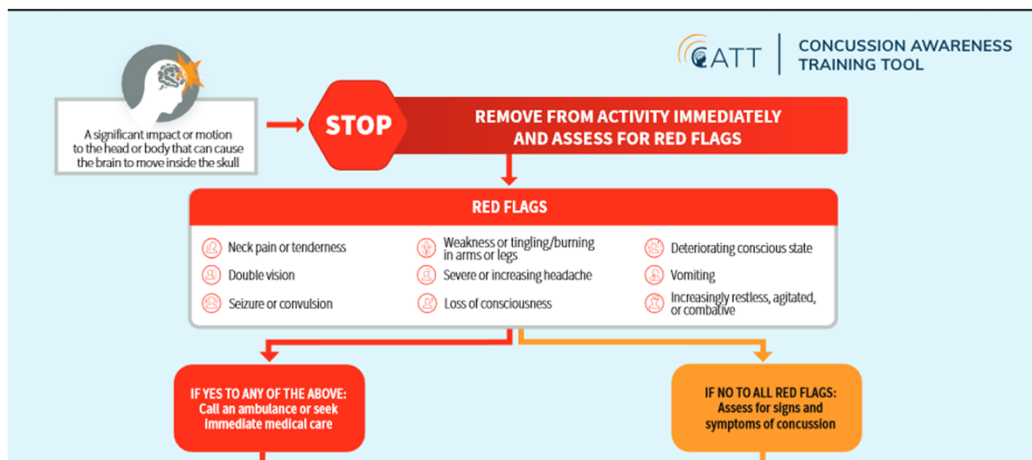 CATT
CONCUSSION AWARENESS
TRAINING TOOL
A significant impact or motion
to the head or body that can cause
the brain to move inside the skull
STOP
REMOVE FROM ACTIVITY IMMEDIATELY
AND ASSESS FOR RED FLAGS
RED FLAGS
Neck pain or tenderness
Double vision
Seizure or convulsion
Weakness or tingling/burning
in arms or legs
Severe or increasing headache
Loss of consciousness
Deteriorating conscious state
Vomiting
Increasingly restless, agitated,
or combative
IF YES TO ANY OF THE ABOVE:
Call an ambulance or seek
immediate medical care
IF NO TO ALL RED FLAGS:
Assess for signs and
symptoms of concussion